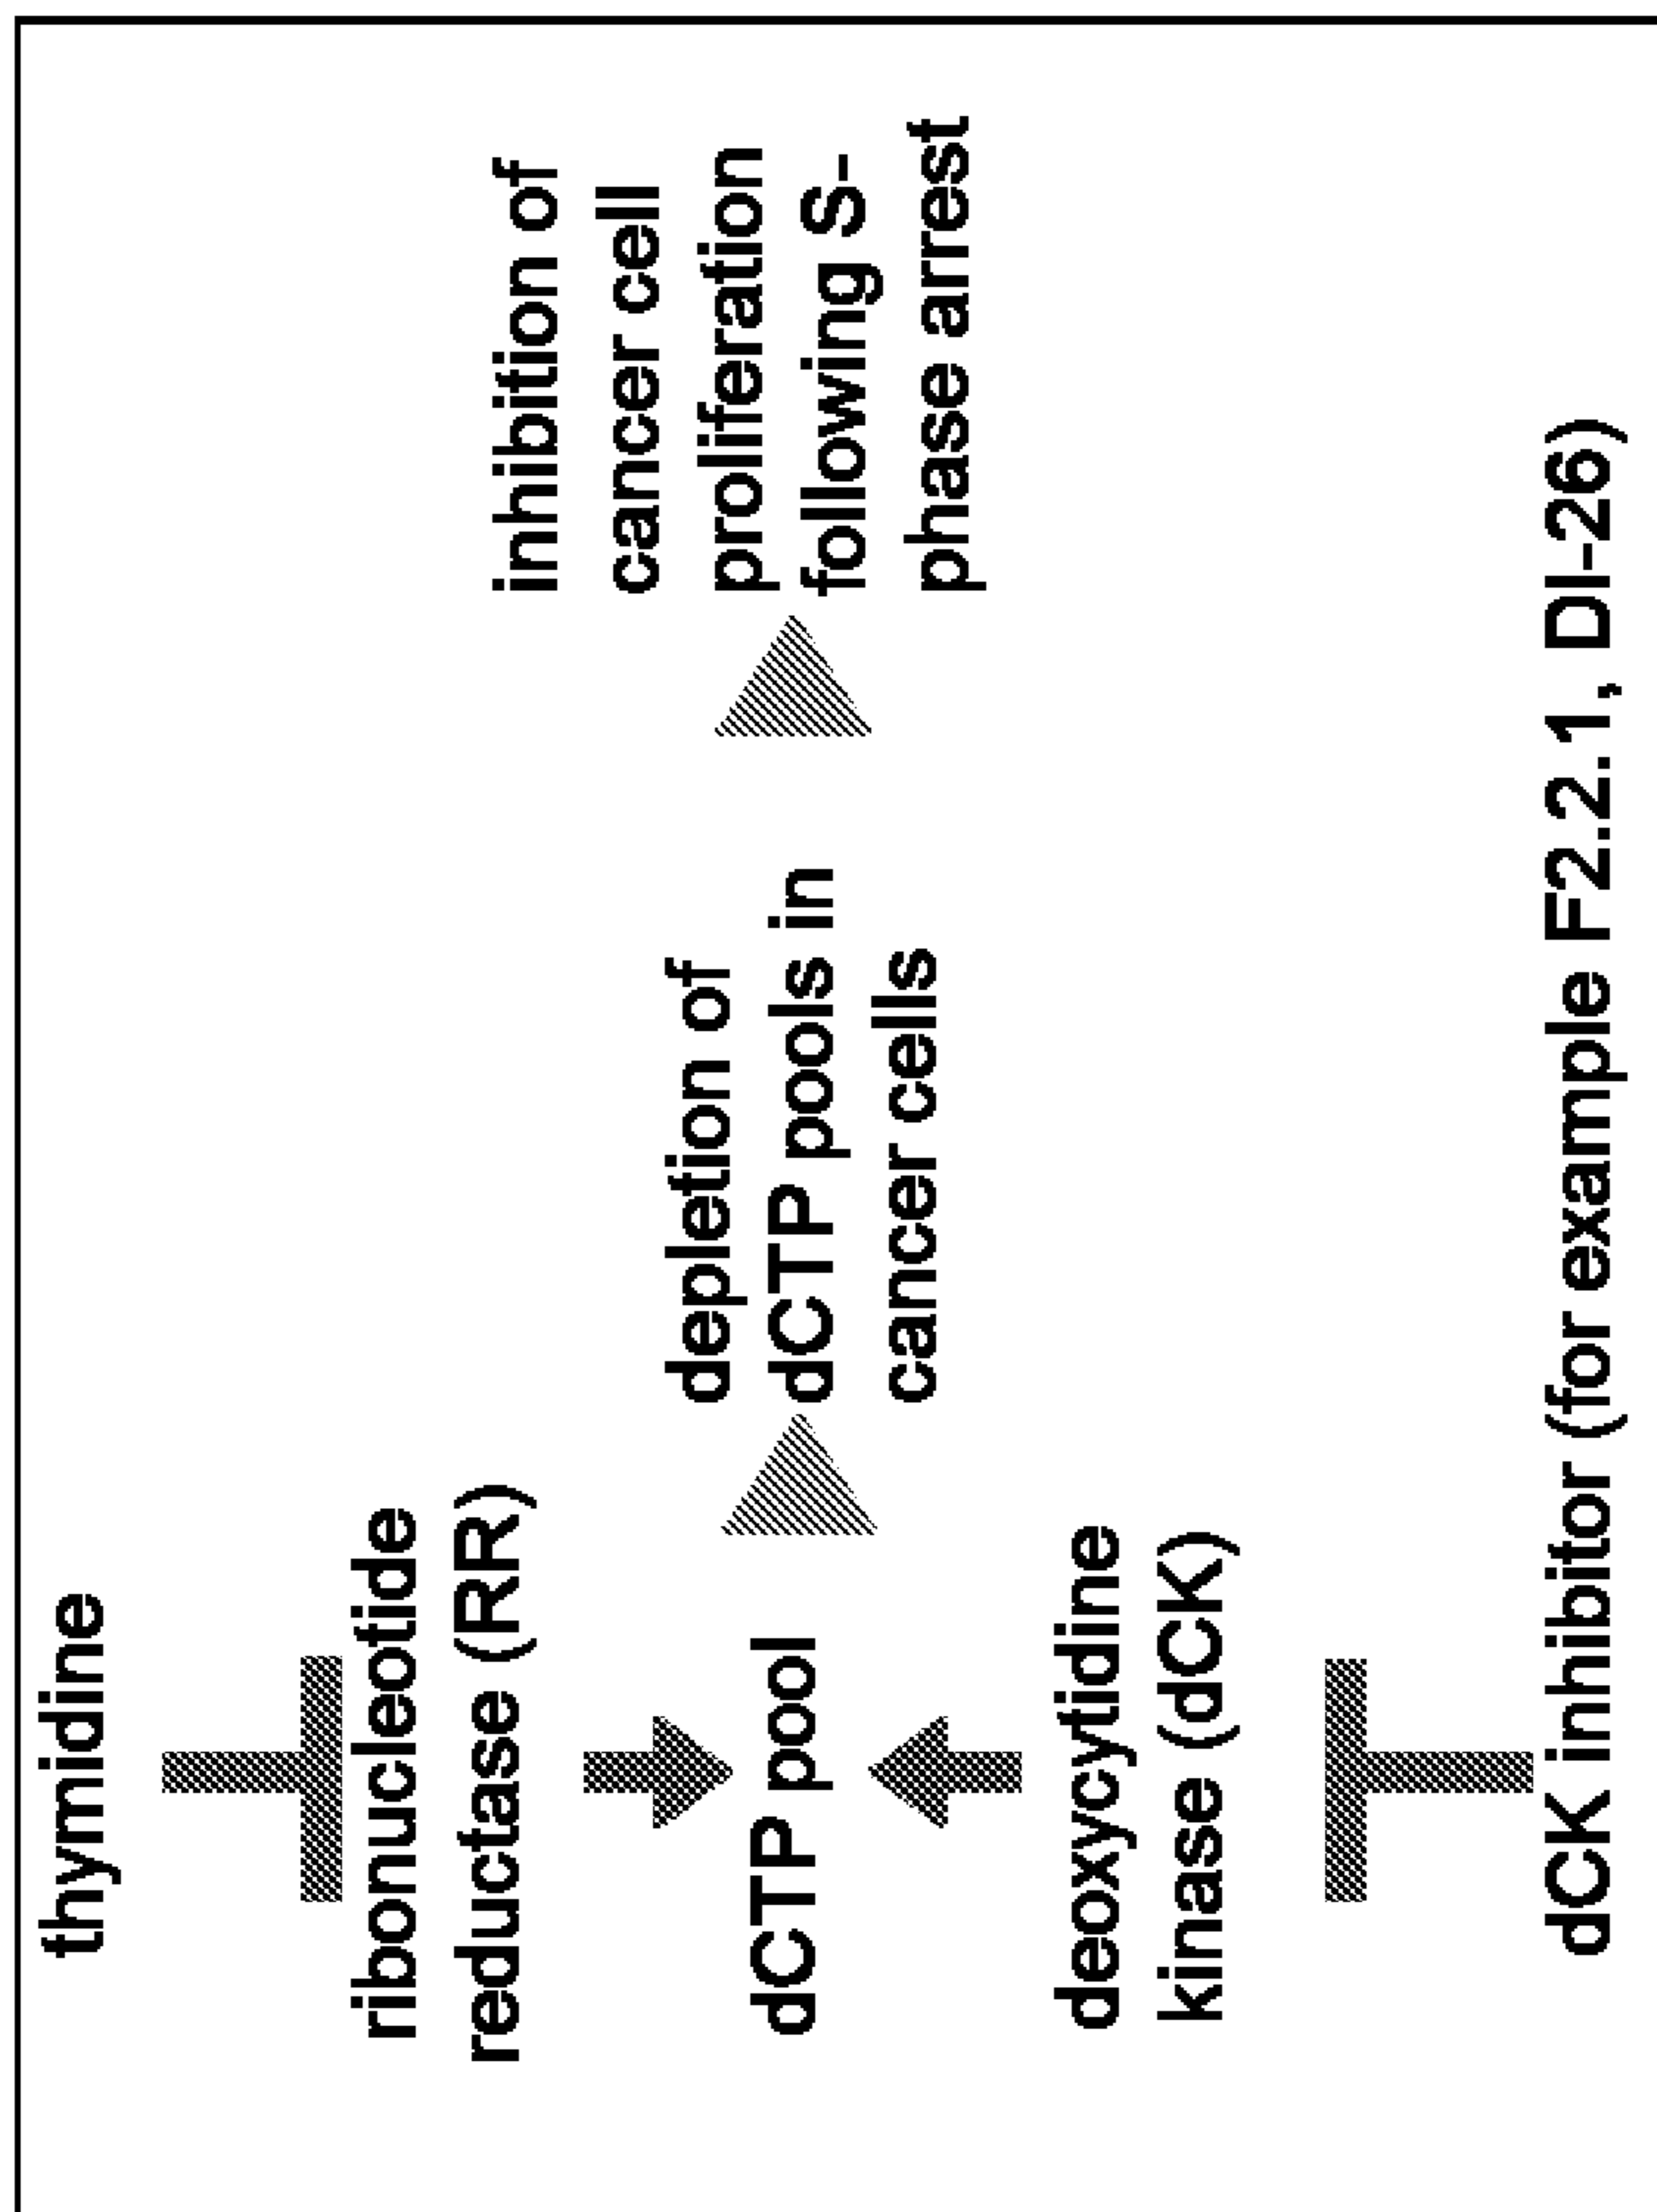 thymidine
ribonucleotide
reductase (RR)
dCTP pool
deoxycytidine
kinase (dCK)
dCK inhibitor (for example F2.2.1, DI-26)
depletion of
dCTP pools in
cancer cells
inhibition of
cancer cell
proliferation
following S-
phase arrest